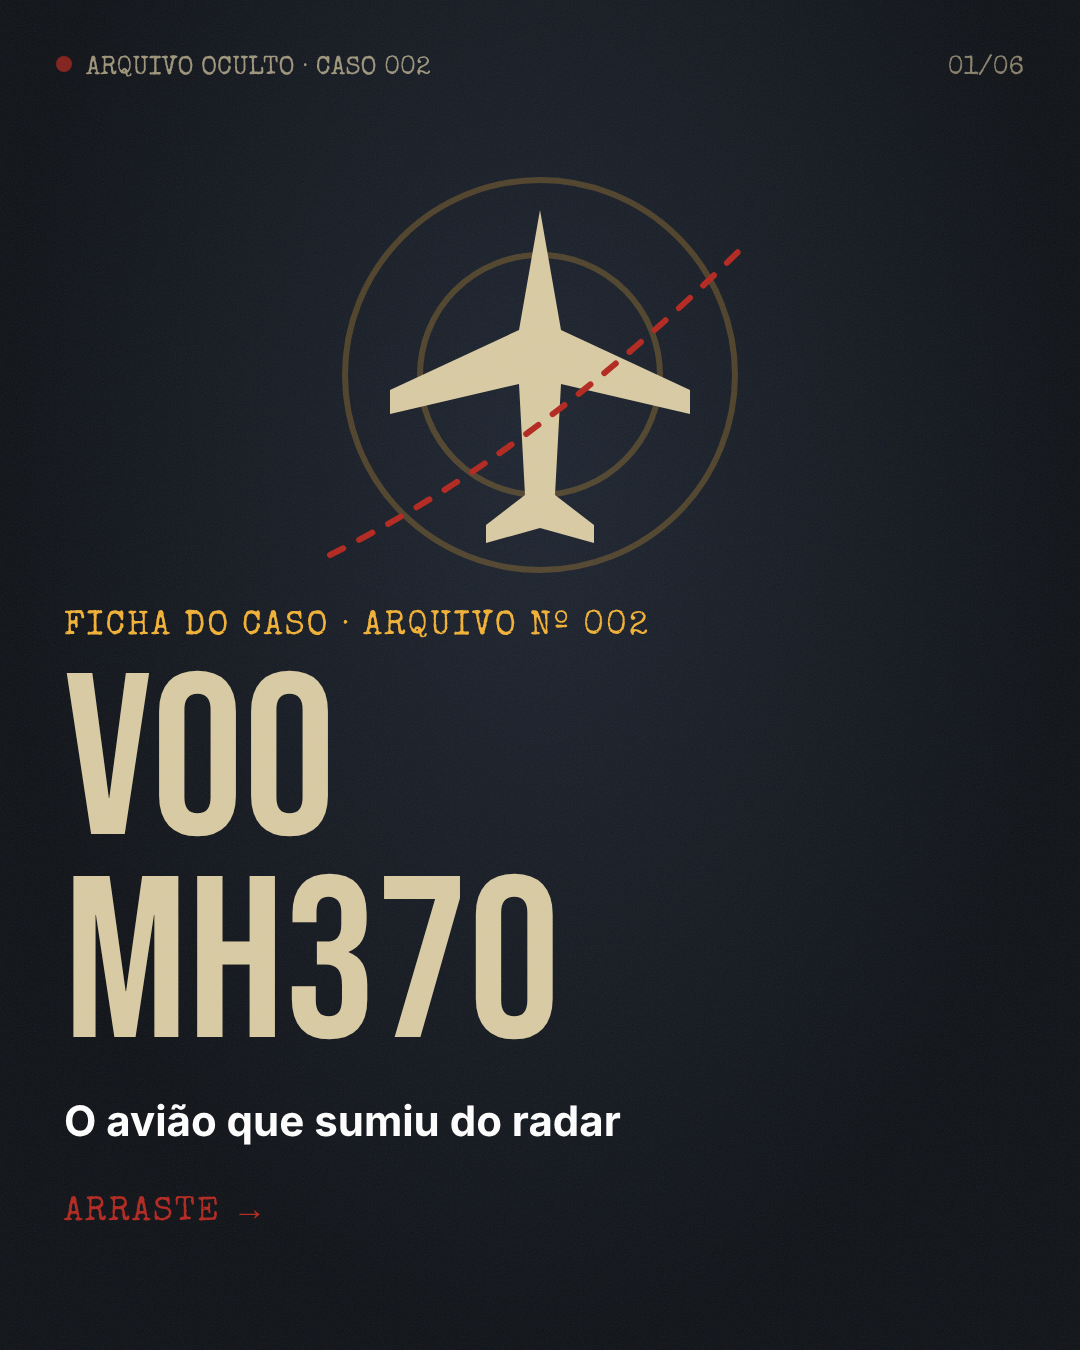 ARQUIVO OCULTO · CASO 002
01/06
FICHA DO CASO · ARQUIVO Nº 002
VOO
MH370
O avião que sumiu do radar
ARRASTE →